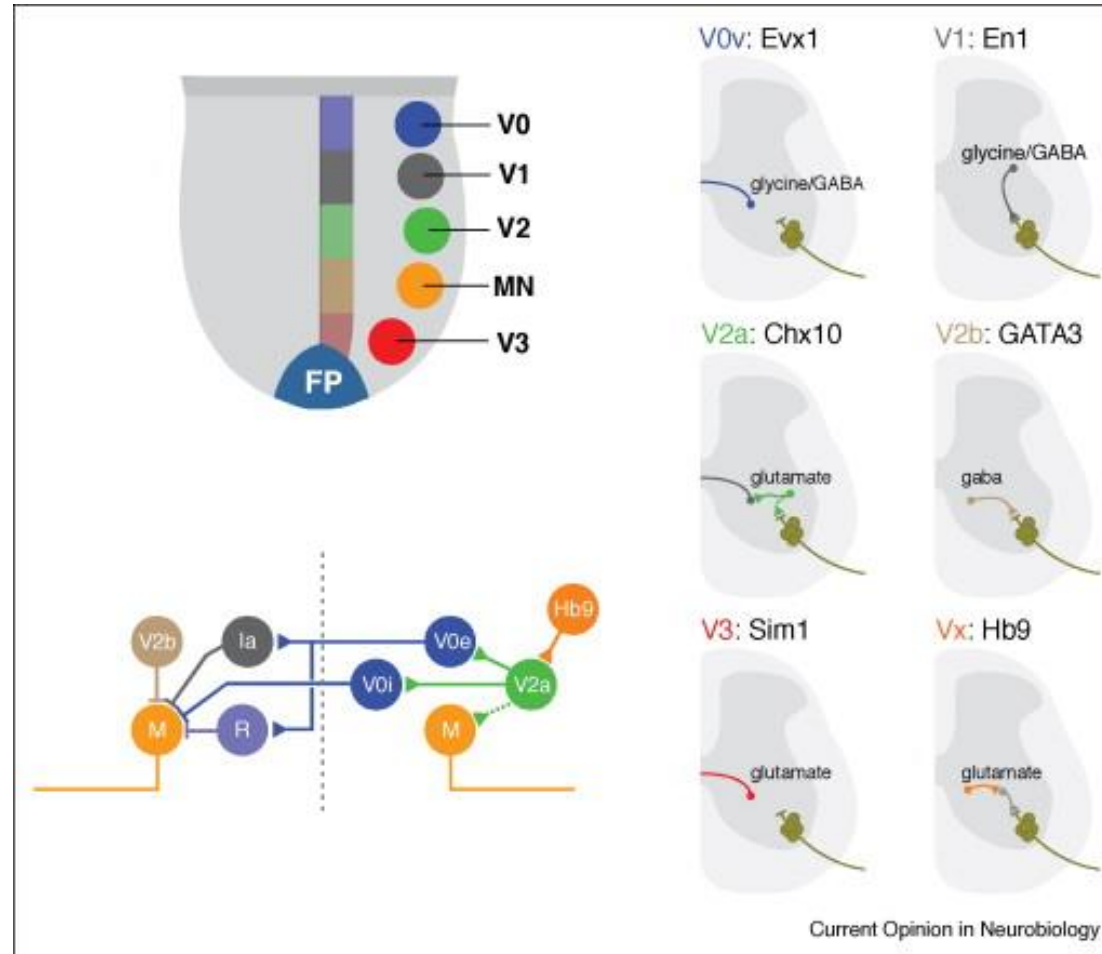 V0
V1
V2
MN
V3
FP
V2b
Ia
V0e
Hb9
V0i
V2a
M
R
M
V0v: Evx1
glycine/GABA
V1: En1
glycine/GABA
V2a: Chx10
glutamate
V2b: GATA3
gaba
V3: Sim1
glutamate
Vx: Hb9
glutamate
Current Opinion in Neurobiology